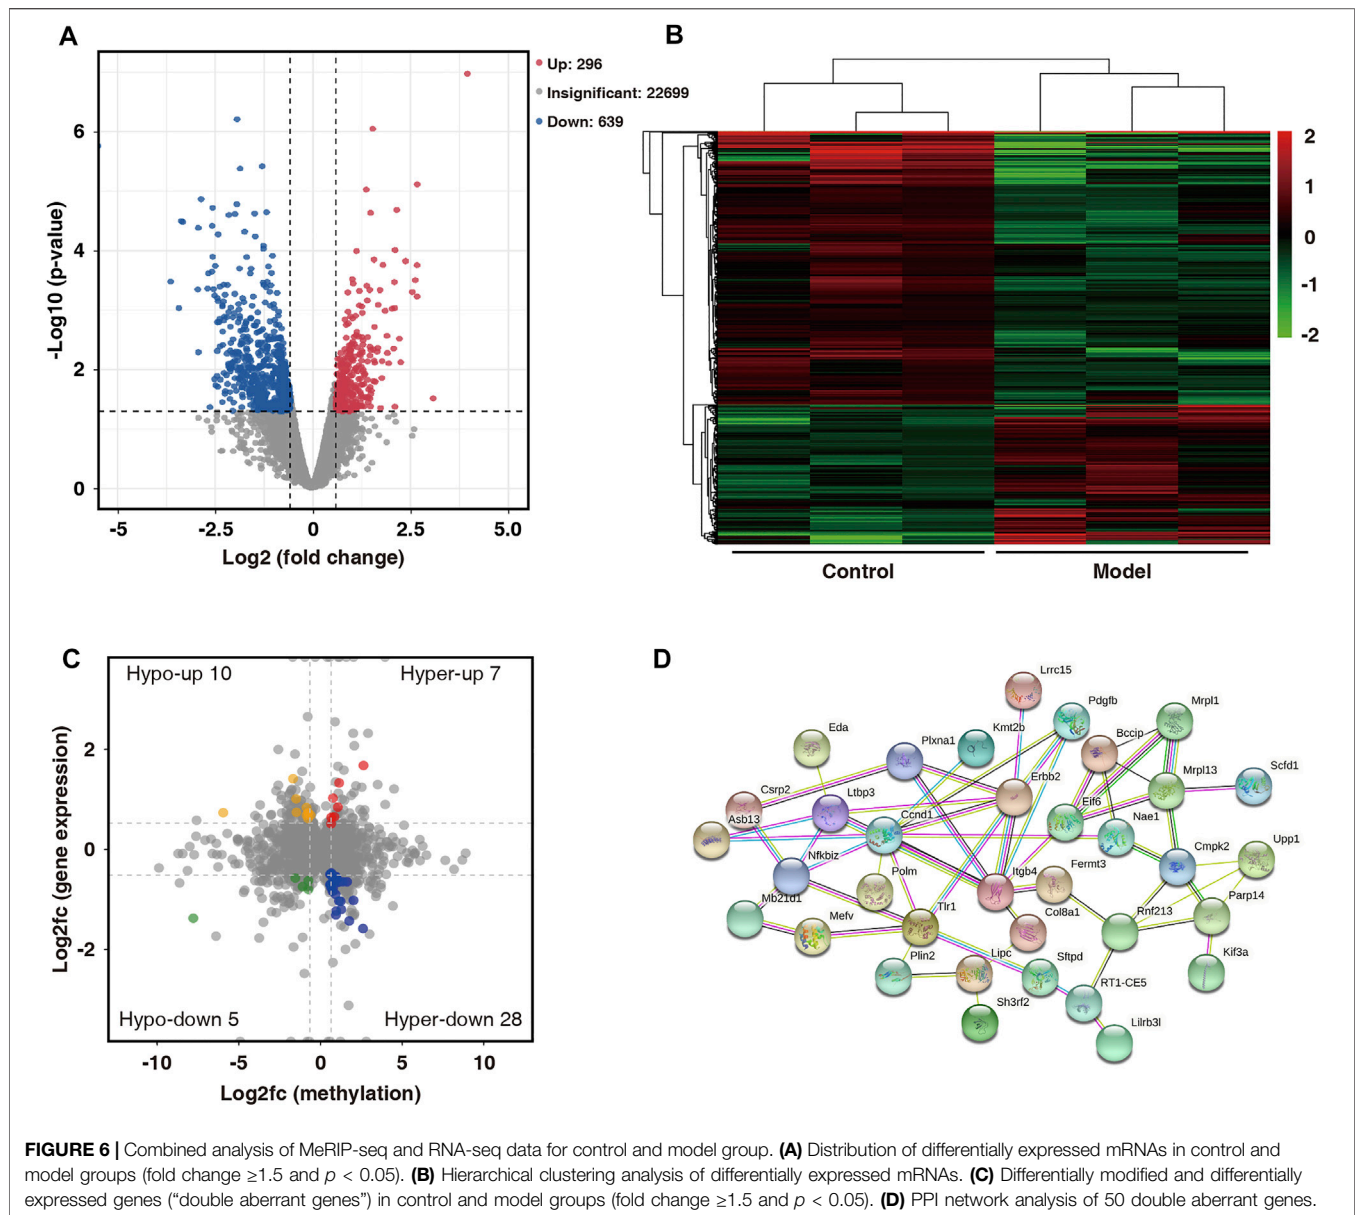 A
Up: 296
Insignificant: 22699
Down: 639
-Log10 (p-value)
6
4
2
0
-5
-2.5
0
2.5
5.0
Log2 (fold change)
B
2
1
0
-1
-2
Control
Model
C
Hypo-up 10
Hyper-up 7
Hypo-down 5
Hyper-down 28
Log2fc (gene expression)
2
0
-2
-10
-5
0
5
10
Log2fc (methylation)
D
Lrrc15
Pdgfb
Mrpl1
Eda
Plxna1
Kmt2b
Bccip
Csrp2
Ltbp3
Erbb2
Mrpl13
Scfd1
Asb13
Ccnd1
Eif6
Nae1
Nfkbiz
Polm
Itgb4
Fermt3
Cmpk2
Upp1
Mb21d1
Mefv
Tlr1
Col8a1
Rnf213
Parp14
Plin2
Lipc
Sftpd
RT1-CE5
Kif3a
Sh3rf2
Lilrb3l
FIGURE 6 | Combined analysis of MeRIP-seq and RNA-seq data for control and model group. (A) Distribution of differentially expressed mRNAs in control and
model groups (fold change ≥1.5 and p < 0.05). (B) Hierarchical clustering analysis of differentially expressed mRNAs. (C) Differentially modified and differentially
expressed genes (“double aberrant genes”) in control and model groups (fold change ≥1.5 and p < 0.05). (D) PPI network analysis of 50 double aberrant genes.